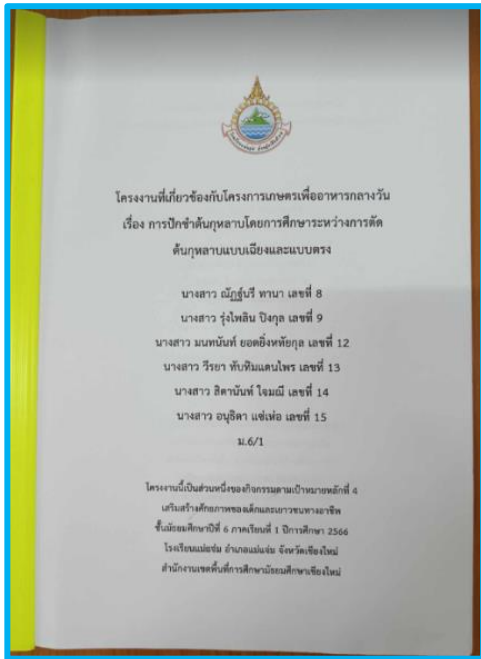 โครงงานที่เกี่ยวข้องกับโครงการเกษตรเพื่ออาหารกลางวัน
เรื่อง การปักชำต้นกุหลาบโดยการศึกษาระหว่างการตัด
ต้นกุหลาบแบบเฉียงและแบบตรง
นางสาว ณัฏฐ์นรี ทานา เลขที่ 8
นางสาว รุ่งไพลิน ปิงกุล เลขที่ 9
นางสาว มนทนันท์ ยอดยิ่งหทัยกุล เลขที่ 12
นางสาว วีรยา ทับทิมแดนไพร เลขที่ 13
นางสาว สิตานันท์ ใจมณี เลขที่ 14
นางสาว อนุธิดา แซ่เห่อ เลขที่ 15
ม.6/1
โครงงานนี้เป็นส่วนหนึ่งของกิจกรรมตามเป้าหมายหลักที่ 4
เสริมสร้างศักยภาพของเด็กและเยาวชนทางอาชีพ
ชั้นมัธยมศึกษาปีที่ 6 ภาคเรียนที่ 1 ปีการศึกษา 2566
โรงเรียนแม่แจ่ม อำเภอแม่แจ่ม จังหวัดเชียงใหม่
สำนักงานเขตพื้นที่การศึกษามัธยมศึกษาเชียงใหม่